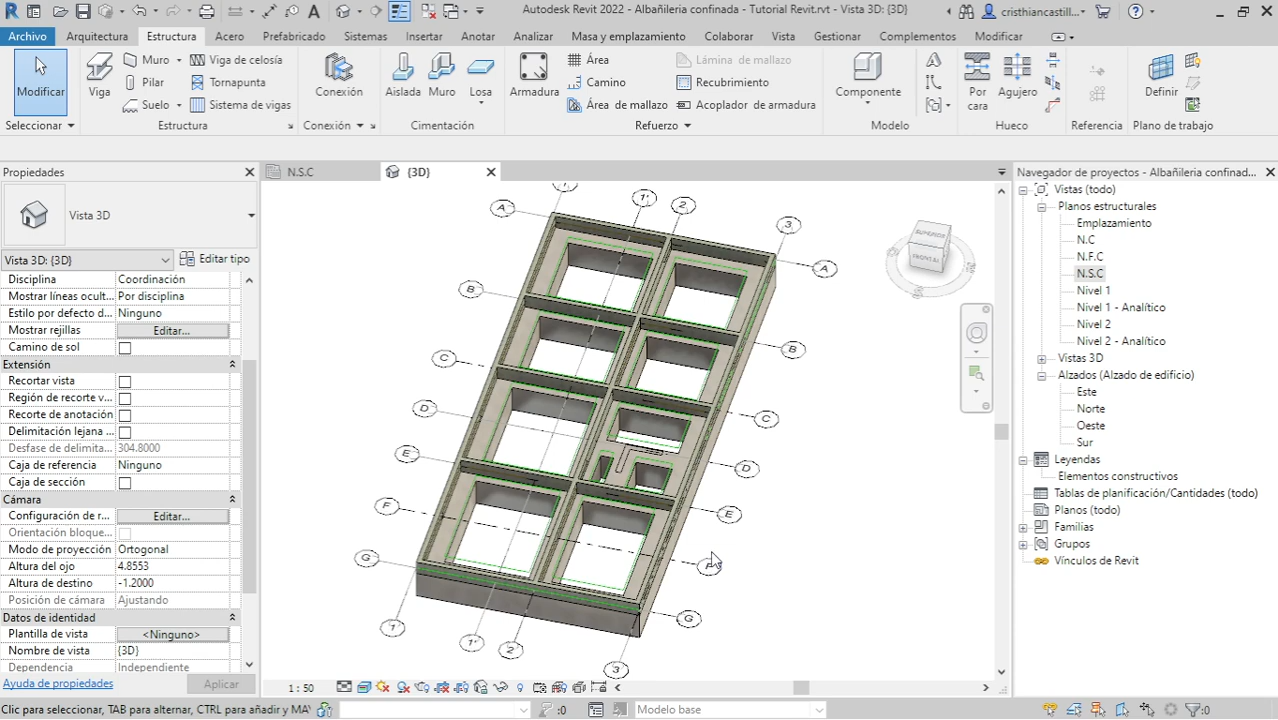 Autodesk Revit 2022 - Albañileria confinada - Tutorial Revit.rvt - Vista 3D: {3D}
cristhiancastill...
Archivo Arquitectura Estructura Acero Prefabricado Sistemas Insertar Anotar Analizar Masa y emplazamiento Colaborar Vista Gestionar Complementos Modificar
Modificar
Viga
Muro
Pilar
Suelo
Viga de celosía
Tornapunta
Sistema de vigas
Conexión
Aislada
Muro
Losa
Armadura
Área
Camino
Área de mallazo
Lámina de mallazo
Recubrimiento
Acoplador de armadura
Componente
Por
cara
Agujero
Definir
Seleccionar
Estructura
Conexión
Cimentación
Refuerzo
Modelo
Hueco
Referencia
Plano de trabajo
Propiedades
Vista 3D
Vista 3D: {3D}
Editar tipo
Disciplina Coordinación
Mostrar líneas ocult... Por disciplina
Estilo por defecto d... Ninguno
Mostrar rejillas Editar...
Camino de sol
Extensión
Recortar vista
Región de recorte v...
Recorte de anotación
Delimitación lejana ...
Desfase de delimita... 304.8000
Caja de referencia Ninguno
Caja de sección
Cámara
Configuración de r... Editar...
Orientación bloque...
Modo de proyección Ortogonal
Altura del ojo 4.8553
Altura de destino -1.2000
Posición de cámara Ajustando
Datos de identidad
Plantilla de vista <Ninguno>
Nombre de vista {3D}
Dependencia Independiente
Ayuda de propiedades
Aplicar
N.S.C
{3D}
1'
2
3
A
A
B
B
C
C
D
D
E
E
F
G
G
1
1'
2
3
SUPERIOR
FRONTAL
1 : 50
Navegador de proyectos - Albañileria confinad...
Vistas (todo)
Planos estructurales
Emplazamiento
N.C
N.F.C
N.S.C
Nivel 1
Nivel 1 - Analítico
Nivel 2
Nivel 2 - Analítico
Vistas 3D
Alzados (Alzado de edificio)
Este
Norte
Oeste
Sur
Leyendas
Elementos constructivos
Tablas de planificación/Cantidades (todo)
Planos (todo)
Familias
Grupos
Vínculos de Revit
Clic para seleccionar, TAB para alternar, CTRL para añadir y MA
:0
Modelo base
:0